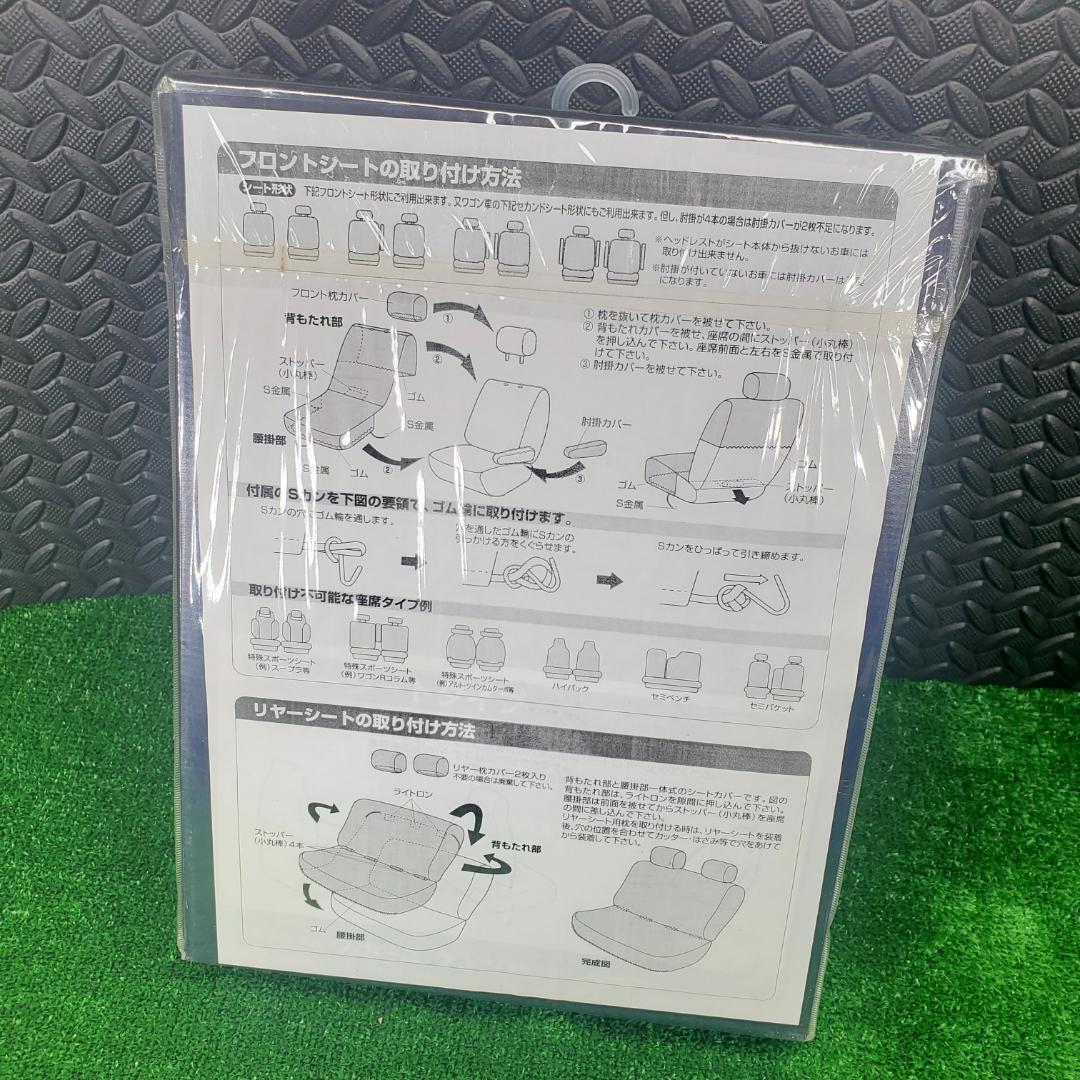 フロントシートの取り付け方法
シート形状 下記フロントシート形状にご利用出来ます。又ワゴン車の下記セカンドシート形状にもご利用出来ます。但し、肘掛が4本の場合は肘掛カバーが2枚不足になります。
※ヘッドレストがシート本体から抜けないお車には
取り付け出来ません。
※肘掛が付いていないお車には肘掛カバーは
になります。
フロント枕カバー
①
背もたれ部
②
ストッパー
(小丸棒)
S金属
ゴム
S金属
腰掛部
S金属
ゴム
②
① 枕を抜いて枕カバーを被せて下さい。
② 背もたれカバーを被せ、座席の間にストッパー(小丸棒)
を押し込んで下さい。座席前面と左右をS金属で取り付
けて下さい。
③ 肘掛カバーを被せて下さい。
肘掛カバー
③
ゴム
S金属
ゴム
ストッパー
(小丸棒)
付属のSカンを下図の要領で、ゴム輪に取り付けます。
Sカンの穴にゴム輪を通します。
穴を通したゴム輪にSカンの
引っかける方をくぐらせます。
Sカンをひっぱって引き締めます。
取り付け不可能な座席タイプ例
特殊スポーツシート
(例)スープラ等
特殊スポーツシート
(例)ワゴンRコラム等
特殊スポーツシート
(例)アルト・ツインカムターボ等
ハイバック
セミベンチ
セミバケット
リヤーシートの取り付け方法
リヤー枕カバー2枚入り
不要の場合は廃棄して下さい。
ライトロン
ストッパー
(小丸棒)4本
背もたれ部
ゴム
腰掛部
背もたれ部と腰掛部一体式のシートカバーです。図の
背もたれ部は、ライトロンを隙間に押し込んで下さい。
腰掛部は前面を被せてからストッパー(小丸棒)を座席
の間に差し込んで下さい。
リヤーシート用枕を取り付ける時は、リヤーシートを装着
後、穴の位置を合わせてカッター・はさみ等で穴をあけて
から装着して下さい。
完成図